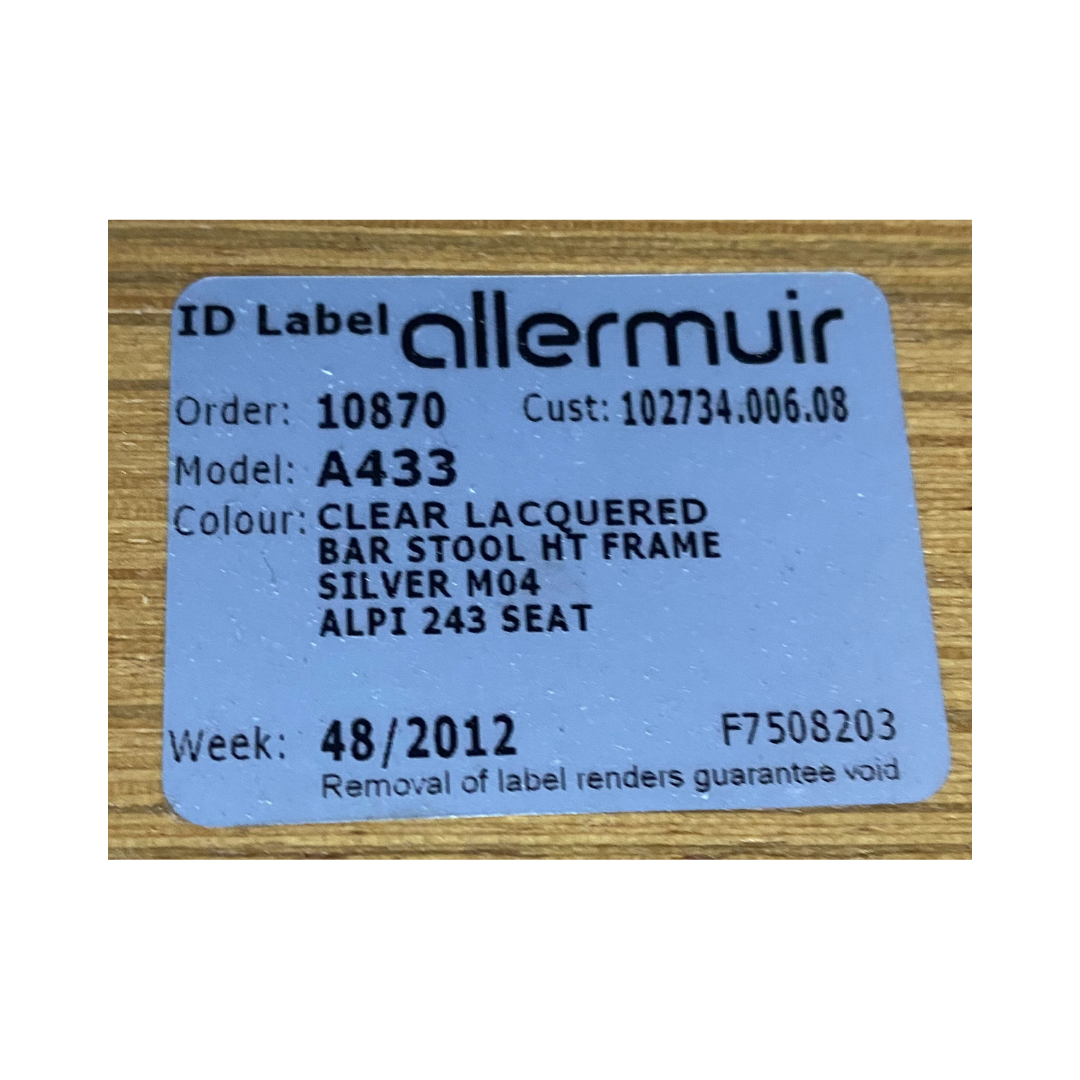 ID Label allermuir
Order: 10870 Cust: 102734.006.08
Model: A433
Colour: CLEAR LACQUERED
BAR STOOL HT FRAME
SILVER M04
ALPI 243 SEAT
Week: 48/2012 F7508203
Removal of label renders guarantee void